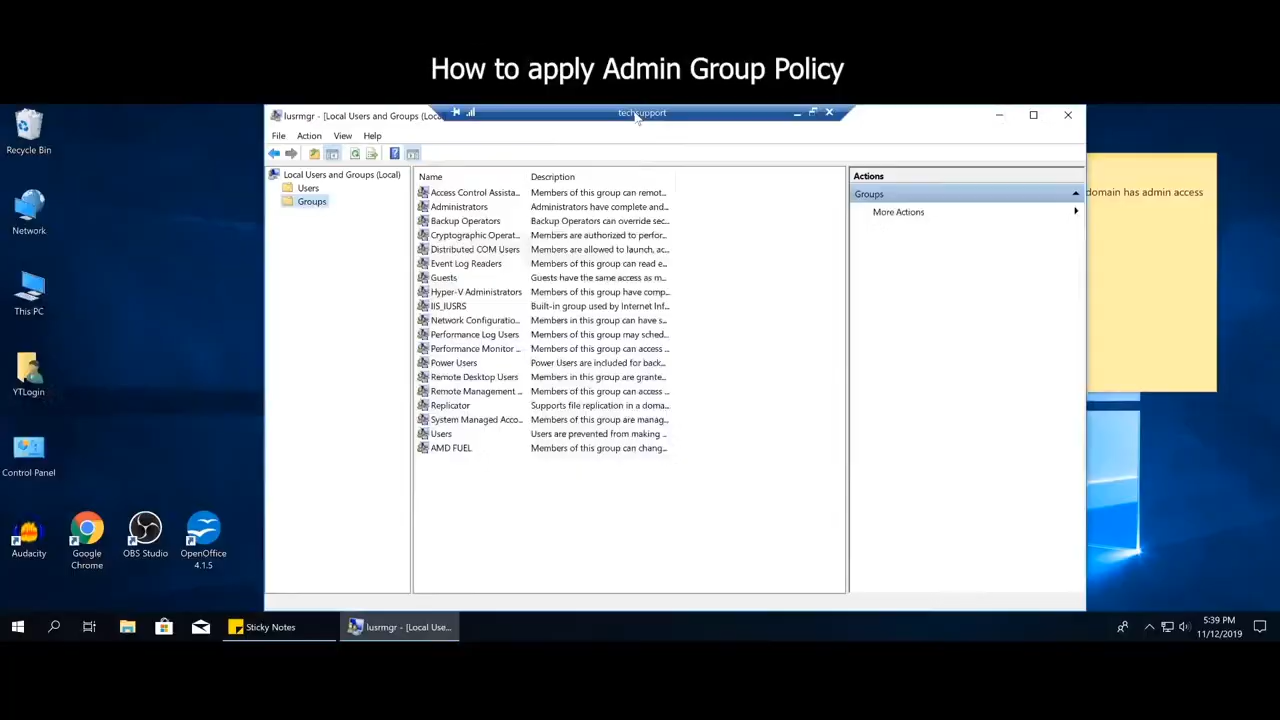 How to apply Admin Group Policy
lusrmgr - [Local Users and Groups (Loc
techsupport
File Action View Help
Local Users and Groups (Local)
Users
Groups
Name Description
Access Control Assista... Members of this group can remot...
Administrators Administrators have complete and...
Backup Operators Backup Operators can override sec...
Cryptographic Operat... Members are authorized to perfor...
Distributed COM Users Members are allowed to launch, ac...
Event Log Readers Members of this group can read e...
Guests Guests have the same access as m...
Hyper-V Administrators Members of this group have comp...
IIS_IUSRS Built-in group used by Internet Inf...
Network Configuratio... Members in this group can have s...
Performance Log Users Members of this group may sched...
Performance Monitor ... Members of this group can access ...
Power Users Power Users are included for back...
Remote Desktop Users Members in this group are grante...
Remote Management ... Members of this group can access ...
Replicator Supports file replication in a doma...
System Managed Acco... Members of this group are manag...
Users Users are prevented from making ...
AMD FUEL Members of this group can chang...
Actions
Groups
More Actions
domain has admin access
Recycle Bin
Network
This PC
YTLogin
Control Panel
Audacity
Google
Chrome
OBS Studio
OpenOffice
4.1.5
Sticky Notes
lusrmgr - [Local Use...
5:39 PM
11/12/2019